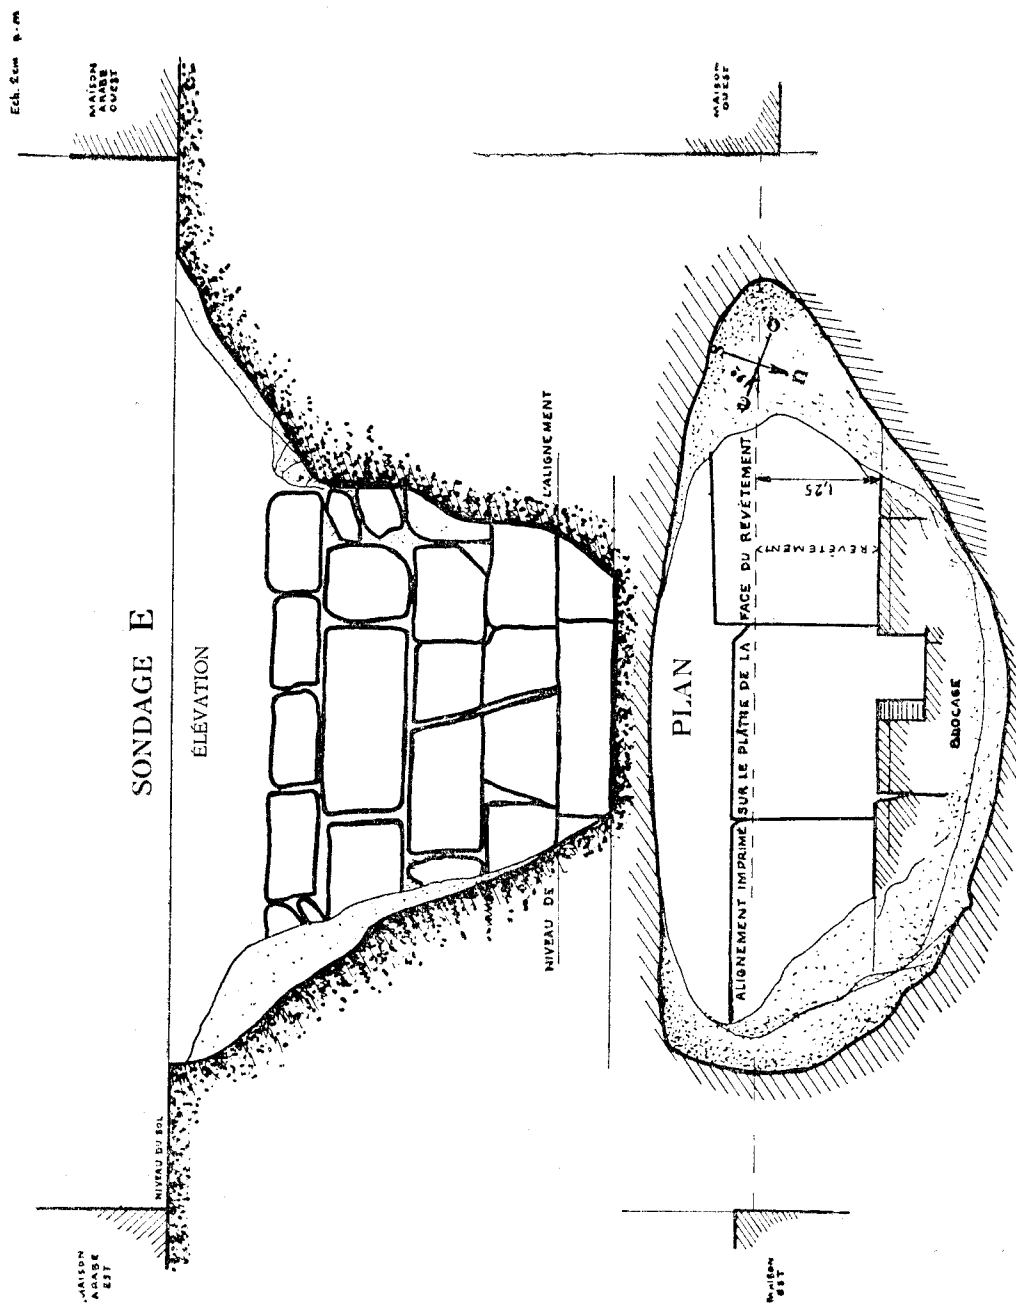 Ech. 2cm p.m
MAISON
ARABE
OUEST
SONDAGE E
ÉLÉVATION
NIVEAU DU SOL
MAISON
ARABE
EST
NIVEAU DE L'ALIGNEMENT
MAISON
OUEST
PLAN
ALIGNEMENT IMPRIMÉ SUR LE PLÂTRE DE LA FACE DU REVÊTEMENT
REVÊTEMENT
1,25
n
BLOCAGE
MAISON
EST